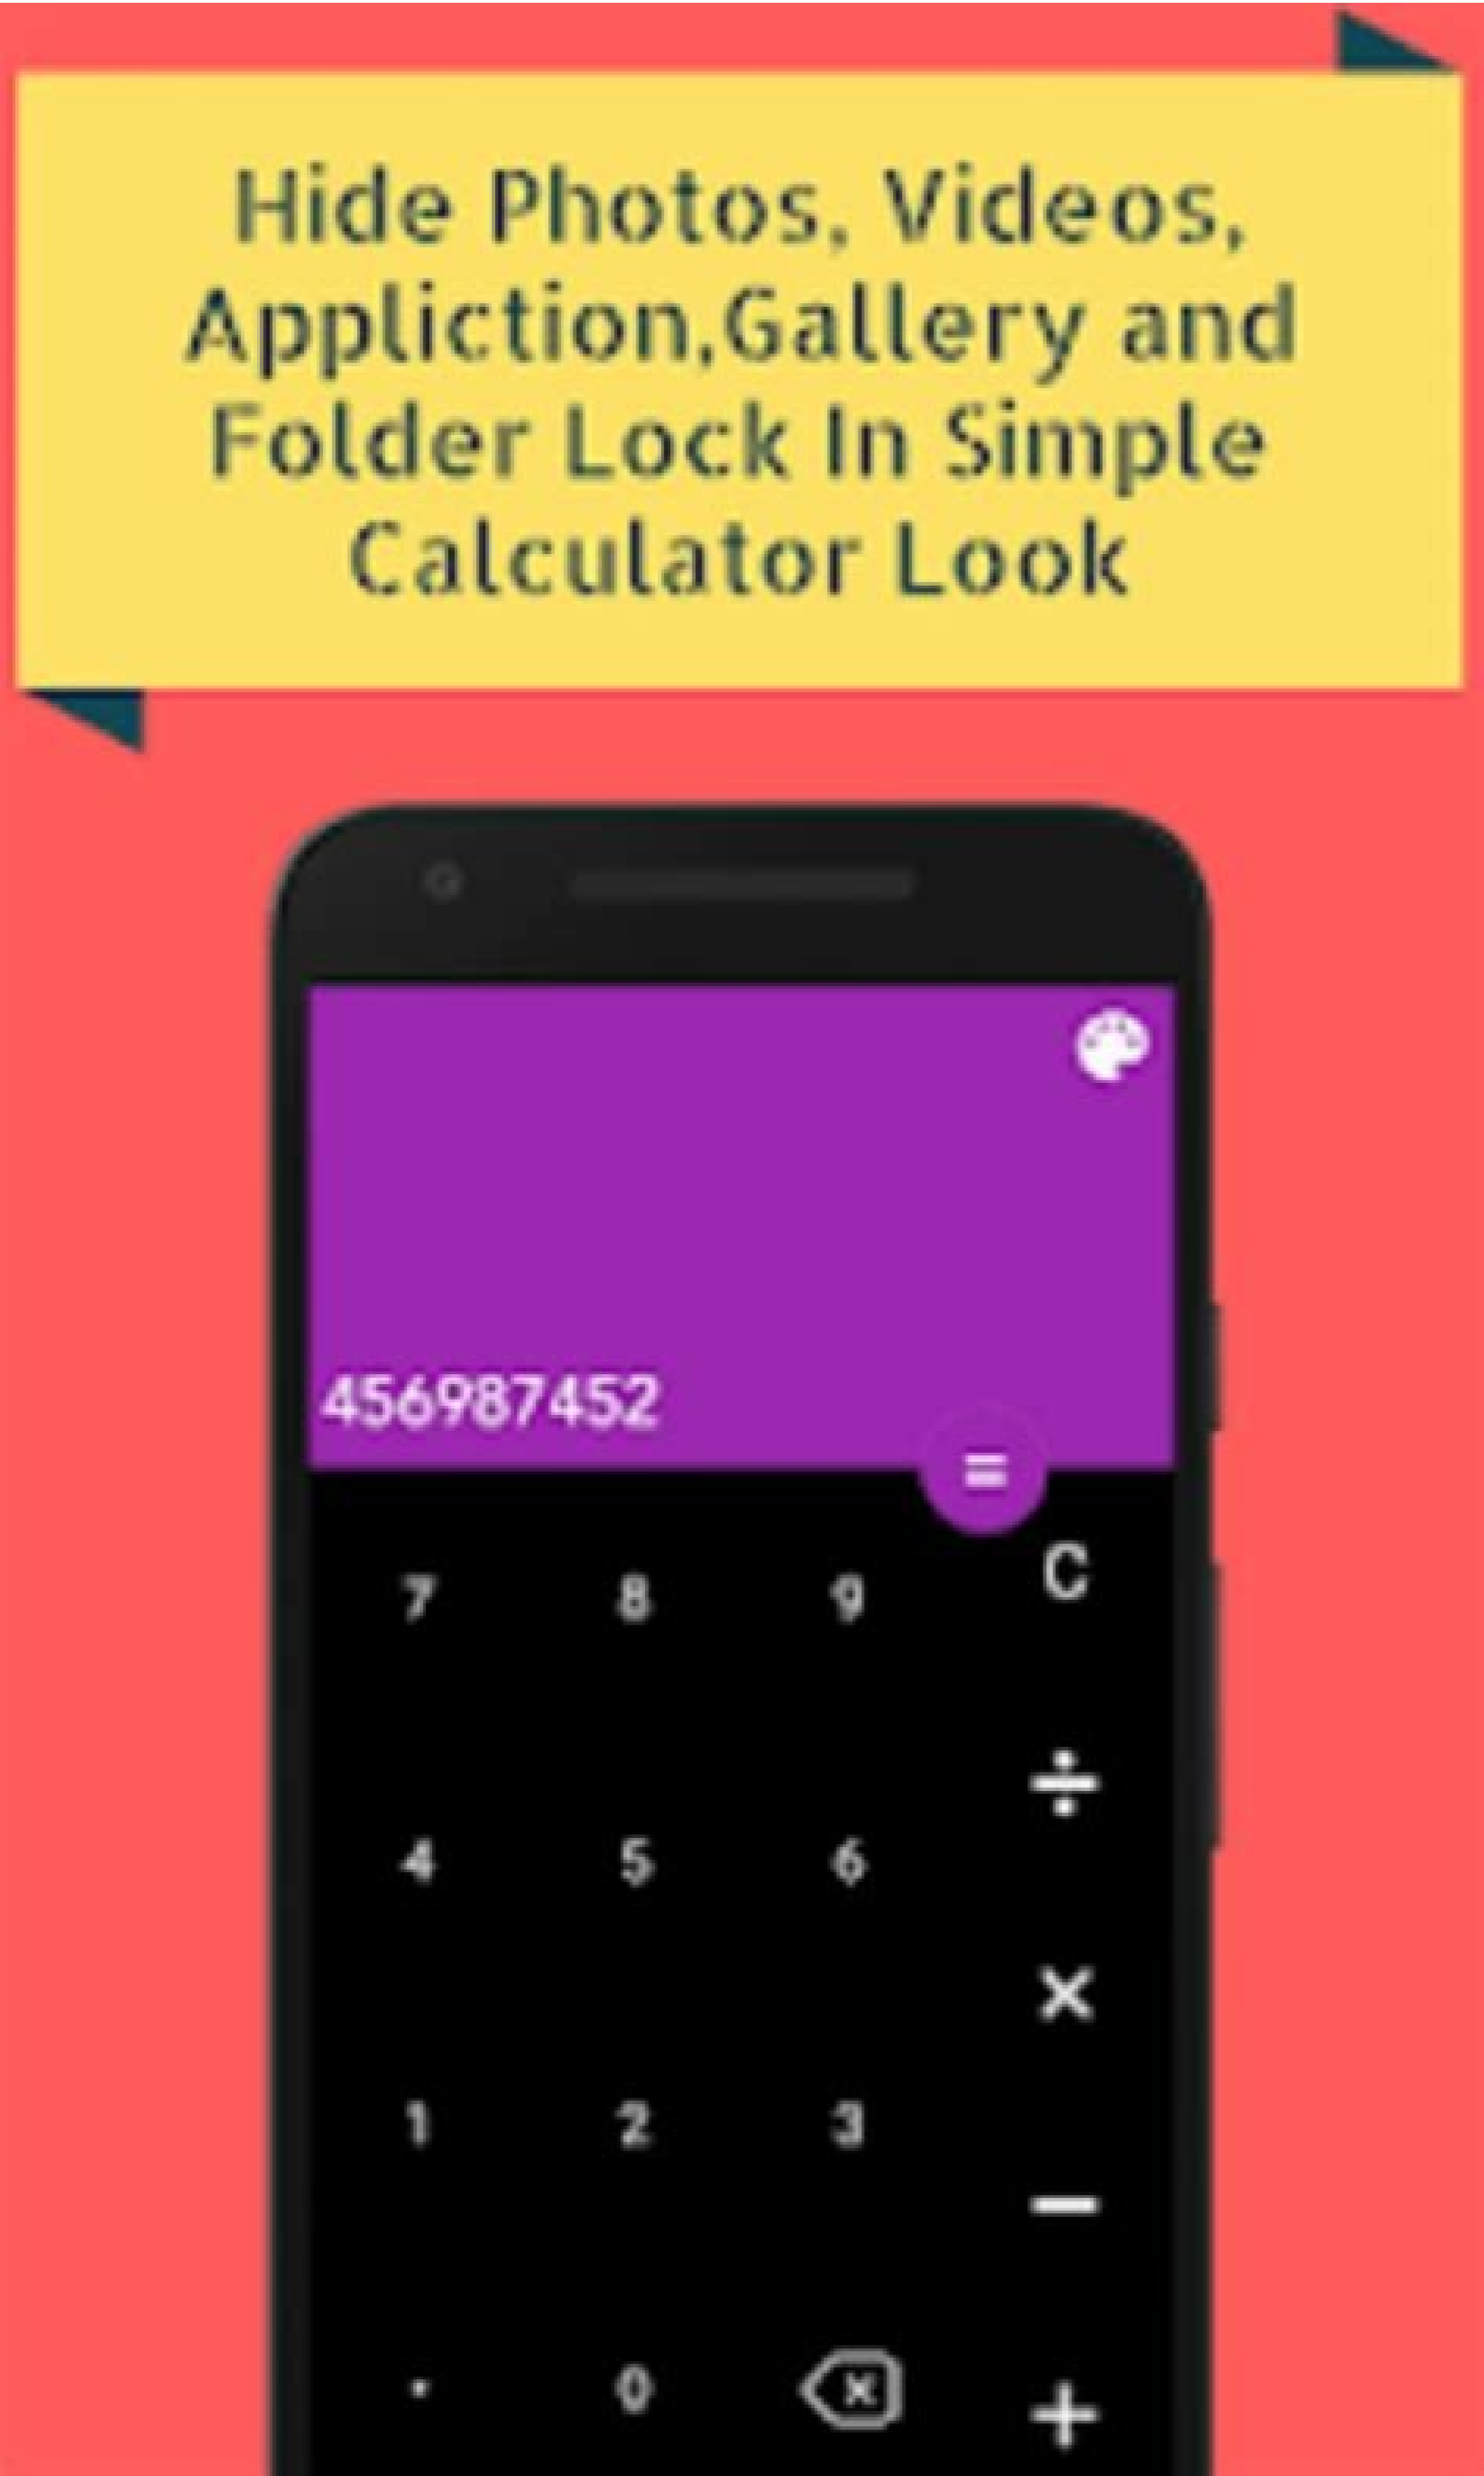 Hide Photos, Videos,
Appliction,Gallery and
Folder Lock In Simple
Calculator Look
456987452
=
7 8 9 C
÷
4 5 6
×
1 2 3
−
. 0 x
+